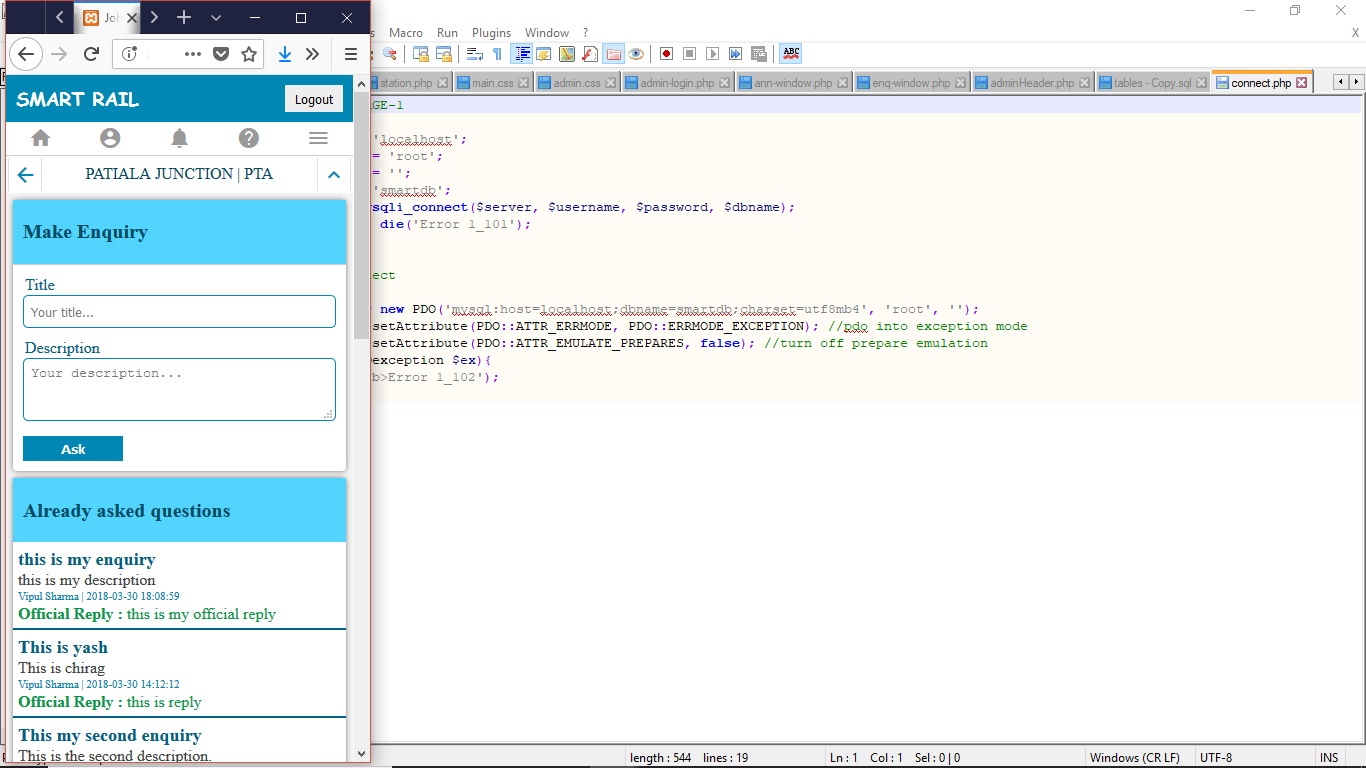 Joh
SMART RAIL
Logout
PATIALA JUNCTION | PTA
Make Enquiry
Title
Your title...
Description
Your description...
Ask
Already asked questions
this is my enquiry
this is my description
Vipul Sharma | 2018-03-30 18:08:59
Official Reply : this is my official reply
This is yash
This is chirag
Vipul Sharma | 2018-03-30 14:12:12
Official Reply : this is reply
This my second enquiry
This is the second description.
s Macro Run Plugins Window ? X
ABC
station.php main.css admin.css admin-login.php ann-window.php enq-window.php adminHeader.php tables - Copy.sql connect.php
GE-1
'localhost';
= 'root';
= '';
'smartdb';
sqli_connect($server, $username, $password, $dbname);
die('Error 1_101');
ect
new PDO('mysql:host=localhost;dbname=smartdb;charset=utf8mb4', 'root', '');
setAttribute(PDO::ATTR_ERRMODE, PDO::ERRMODE_EXCEPTION); //pdo into exception mode
setAttribute(PDO::ATTR_EMULATE_PREPARES, false); //turn off prepare emulation
exception $ex){
b>Error 1_102');
length : 544 lines : 19 Ln : 1 Col : 1 Sel : 0 | 0 Windows (CR LF) UTF-8 INS